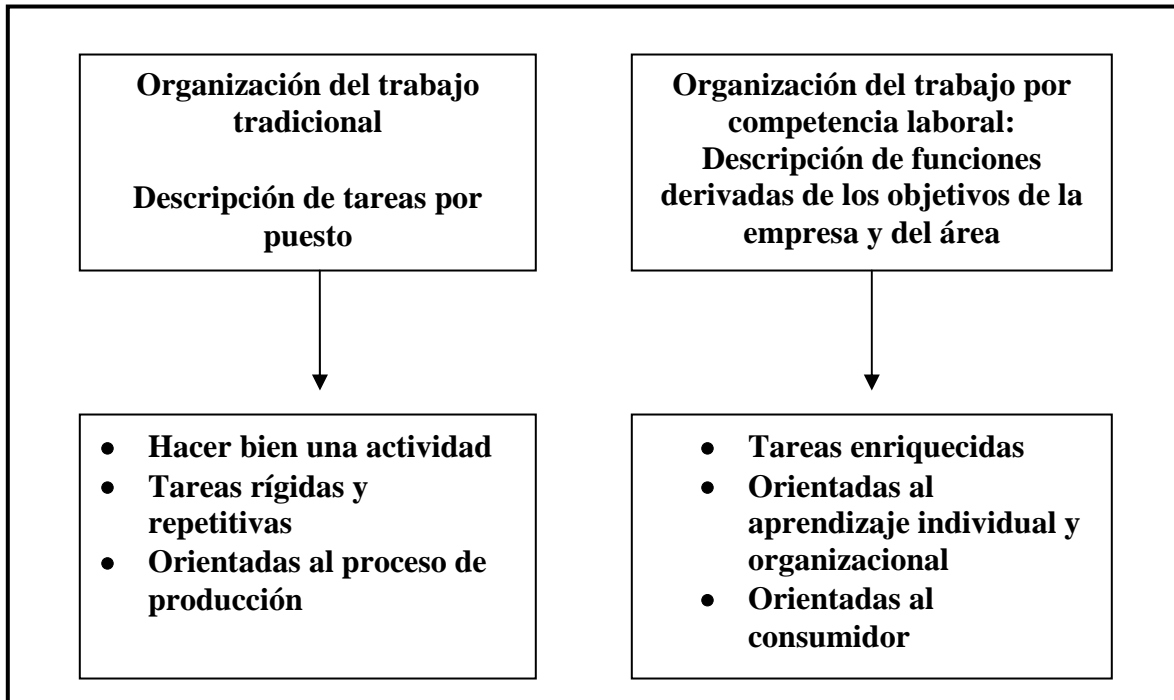 Organización del trabajo
tradicional
Descripción de tareas por
puesto
Organización del trabajo por
competencia laboral:
Descripción de funciones
derivadas de los objetivos de la
empresa y del área
• Hacer bien una actividad
• Tareas rígidas y
repetitivas
• Orientadas al proceso de
producción
• Tareas enriquecidas
• Orientadas al
aprendizaje individual y
organizacional
• Orientadas al
consumidor